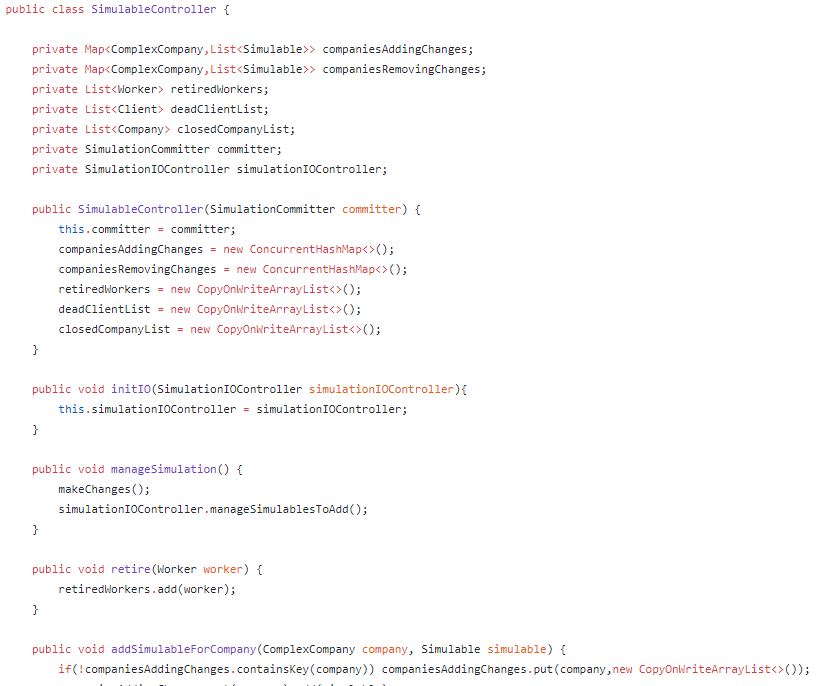 public class SimulableController {
private Map<ComplexCompany,List<Simulable>> companiesAddingChanges;
private Map<ComplexCompany,List<Simulable>> companiesRemovingChanges;
private List<Worker> retiredWorkers;
private List<Client> deadClientList;
private List<Company> closedCompanyList;
private SimulationCommitter committer;
private SimulationIOController simulationIOController;
public SimulableController(SimulationCommitter committer) {
this.committer = committer;
companiesAddingChanges = new ConcurrentHashMap<>();
companiesRemovingChanges = new ConcurrentHashMap<>();
retiredWorkers = new CopyOnWriteArrayList<>();
deadClientList = new CopyOnWriteArrayList<>();
closedCompanyList = new CopyOnWriteArrayList<>();
}
public void initIO(SimulationIOController simulationIOController){
this.simulationIOController = simulationIOController;
}
public void manageSimulation() {
makeChanges();
simulationIOController.manageSimulablesToAdd();
}
public void retire(Worker worker) {
retiredWorkers.add(worker);
}
public void addSimulableForCompany(ComplexCompany company, Simulable simulable) {
if(!companiesAddingChanges.containsKey(company)) companiesAddingChanges.put(company,new CopyOnWriteArrayList<>());